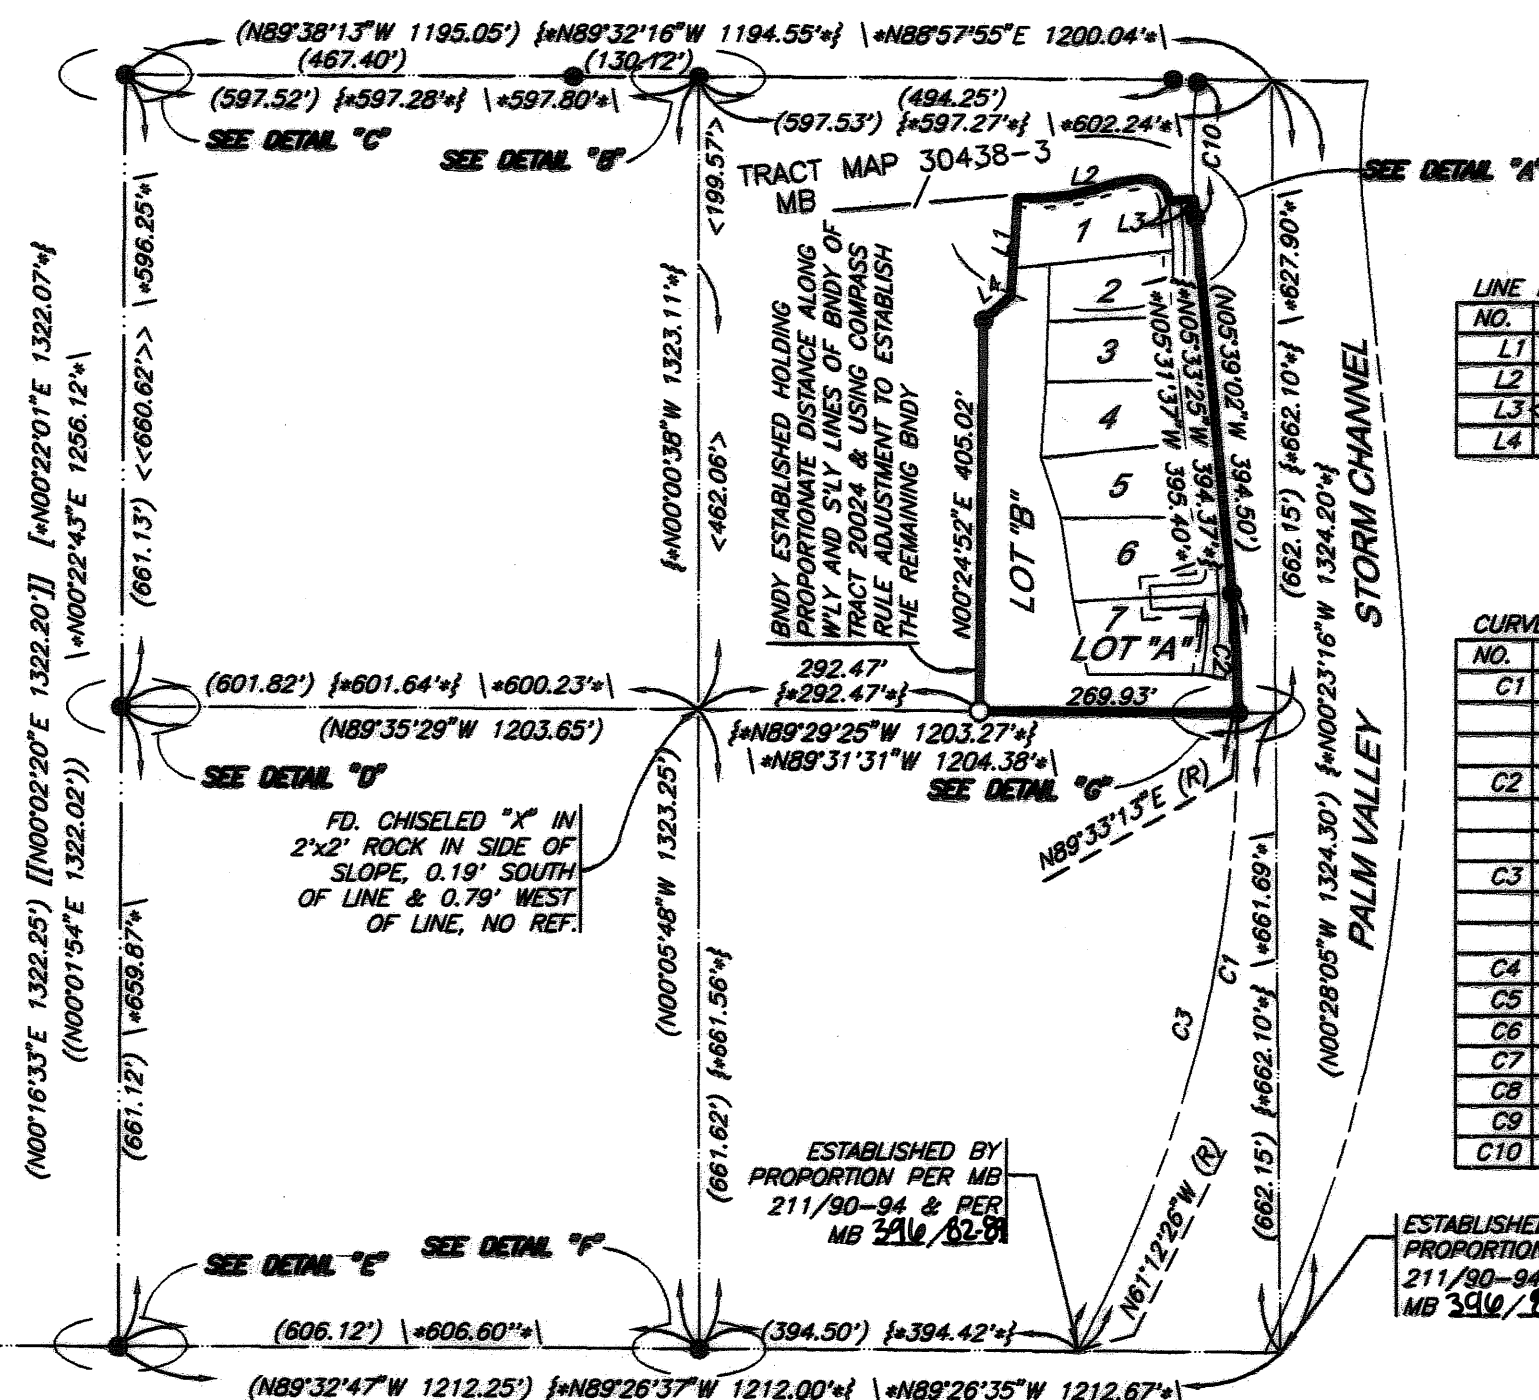 (N89°38'13"W 1195.05') {*N89°32'16"W 1194.55'*} \*N88°57'55"E 1200.04'*\
(467.40')
(130.12')
(597.52') {*597.28'*} \*597.80'*\
(494.25')
(597.53') {*597.27'*} \*602.24'*\
SEE DETAIL "C"
SEE DETAIL "B"
SEE DETAIL "A"
TRACT MAP 30438-3
MB
<199.57'>
C10
L2
L1
L3
L4
1
2
3
4
5
6
7
LOT "B"
LOT "A"
C2
(N05°39'02"W 394.50')
{*N05°33'25"W 394.37'*}
\*N05°31'37"W 395.40'*\
N00°24'52"E 405.02'
BNDY ESTABLISHED HOLDING
PROPORTIONATE DISTANCE ALONG
W'LY AND S'LY LINES OF BNDY OF
TRACT 20024 & USING COMPASS
RULE ADJUSTMENT TO ESTABLISH
THE REMAINING BNDY
(N00°16'33"E 1322.25') [[N00°02'20"E 1322.20']] [*N00°22'01"E 1322.07'*}
((N00°01'54"E 1322.02'))
\*N00°22'43"E 1256.12'*\
(661.13') <<660.62'>> \*596.25'*\
(661.12') \*659.87'*\
{*N00°00'38"W 1323.11'*}
<462.06'>
(N00°05'48"W 1323.25')
(661.62') {*661.56'*}
(662.15') {*662.10'*} \*627.90'*\
(662.15') {*662.10'*} \*661.69'*\
(N00°28'05"W 1324.30') {*N00°23'16"W 1324.20'*}
PALM VALLEY STORM CHANNEL
(601.82') {*601.64'*} \*600.23'*\
(N89°35'29"W 1203.65')
292.47'
{*292.47'*}
269.93'
{*N89°29'25"W 1203.27'*}
\*N89°31'31"W 1204.38'*\
SEE DETAIL "D"
SEE DETAIL "G"
N89°33'13"E (R)
FD. CHISELED "X" IN
2'x2' ROCK IN SIDE OF
SLOPE, 0.19' SOUTH
OF LINE & 0.79' WEST
OF LINE, NO REF.
C1
C3
ESTABLISHED BY
PROPORTION PER MB
211/90-94 & PER
MB 396/82-89
N61°12'26"W (R)
SEE DETAIL "E"
SEE DETAIL "F"
(606.12') \*606.60''*\
(394.50') {*394.42'*}
(N89°32'47"W 1212.25') {*N89°26'37"W 1212.00'*} \*N89°26'35"W 1212.67'*\
LINE
NO.
L1
L2
L3
L4
CURVE
NO.
C1
C2
C3
C4
C5
C6
C7
C8
C9
C10
ESTABLISHED
PROPORTION
211/90-94
MB 396/